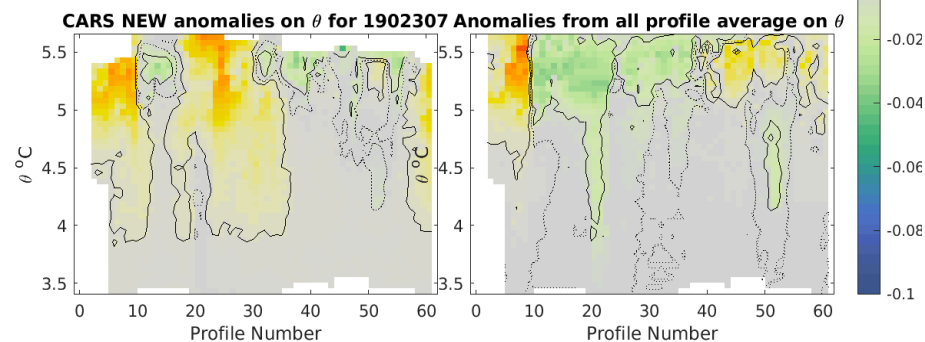 CARS NEW anomalies on θ for 1902307
Anomalies from all profile average on θ
5.5
5
4.5
4
3.5
θ °C
0 10 20 30 40 50 60
Profile Number
5.5
5
4.5
4
3.5
θ °C
0 10 20 30 40 50 60
Profile Number
-0.02
-0.04
-0.06
-0.08
-0.1